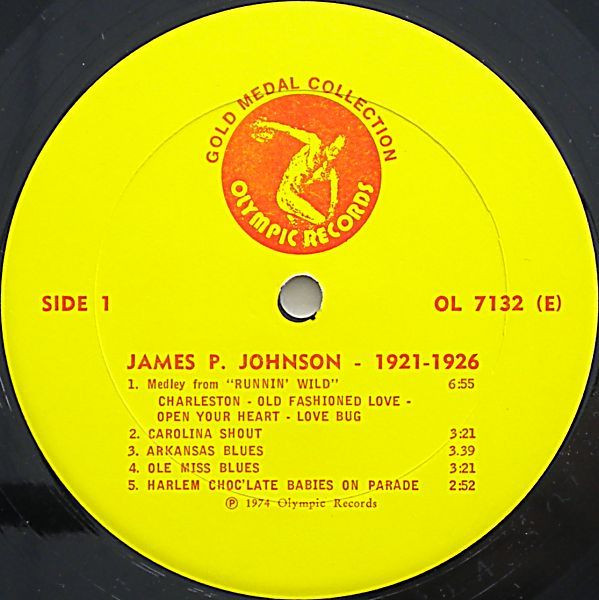 GOLD MEDAL COLLECTION
OLYMPIC RECORDS
SIDE 1
OL 7132 (E)
JAMES P. JOHNSON - 1921-1926
1. Medley from "RUNNIN' WILD" 6:55
CHARLESTON - OLD FASHIONED LOVE -
OPEN YOUR HEART - LOVE BUG
2. CAROLINA SHOUT 3:21
3. ARKANSAS BLUES 3.39
4. OLE MISS BLUES 3:21
5. HARLEM CHOC'LATE BABIES ON PARADE 2:52
Ⓟ 1974 Olympic Records